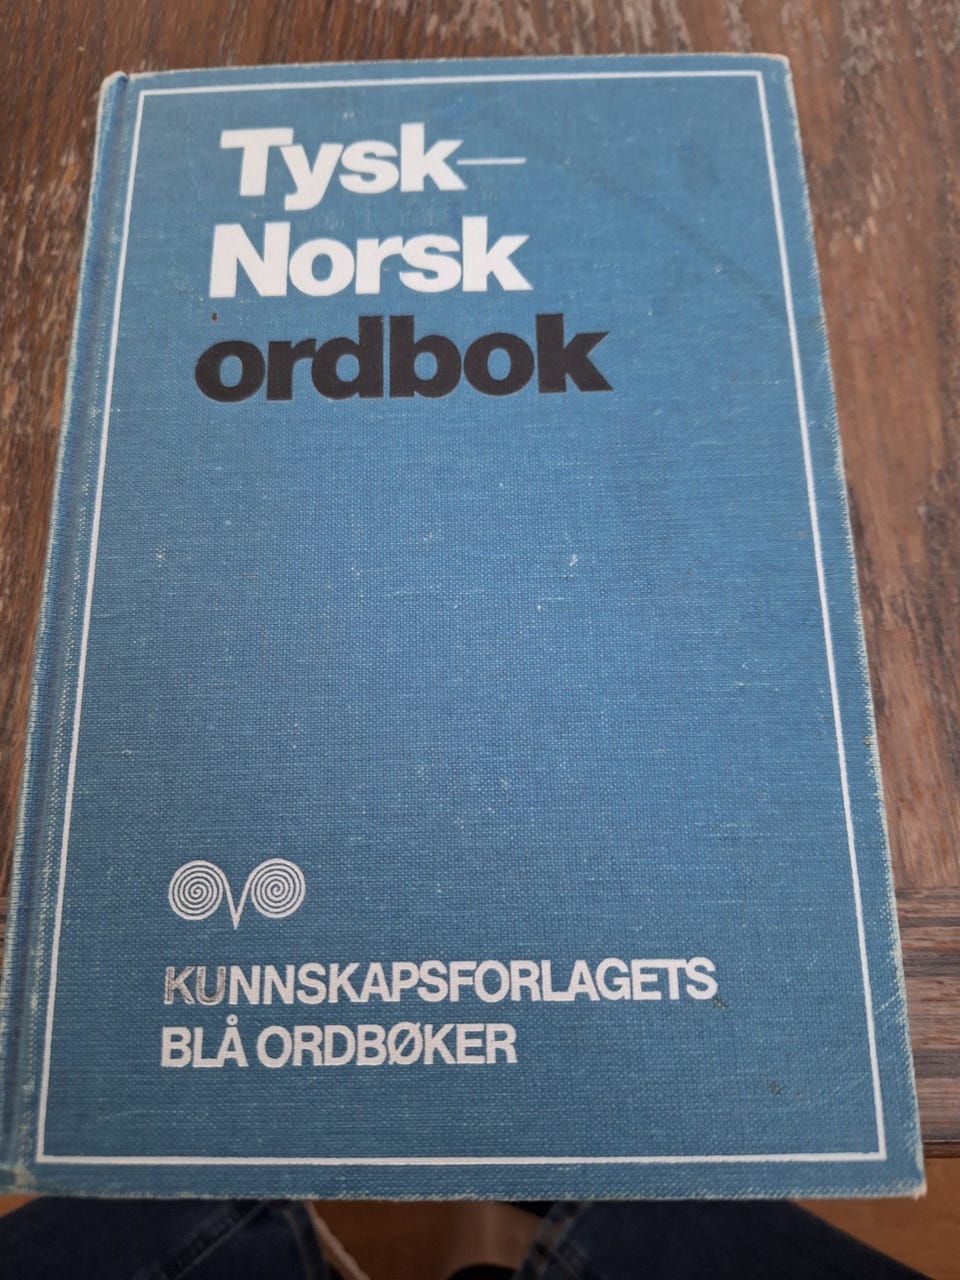 Tysk—
Norsk
ordbok
KUNNSKAPSFORLAGETS
BLÅ ORDBØKER